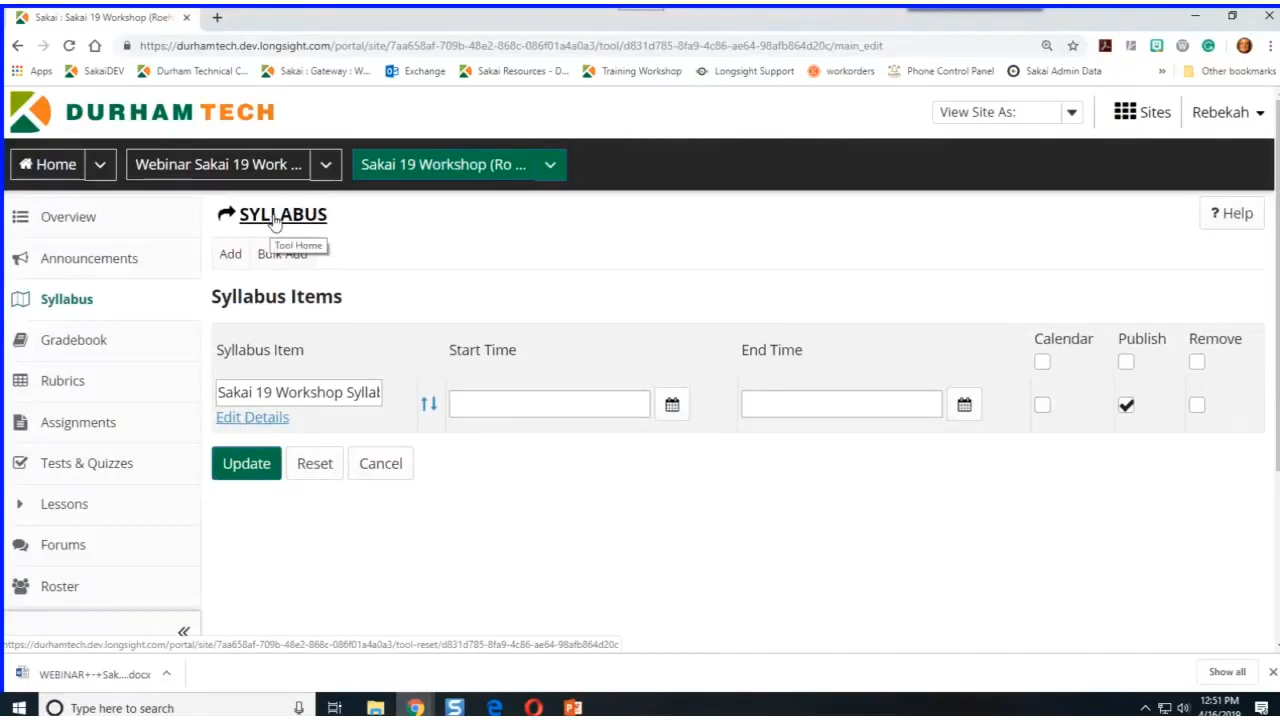 Sakai : Sakai 19 Workshop (Roeh
https://durhamtech.dev.longsight.com/portal/site/7aa658af-709b-48e2-868c-086f01a4a0a3/tool/d831d785-8fa9-4c86-ae64-98afb864d20c/main_edit
Apps SakaiDEV Durham Technical C... Sakai : Gateway : W... Exchange Sakai Resources - D... Training Workshop Longsight Support workorders Phone Control Panel Sakai Admin Data » Other bookmarks
DURHAM TECH
View Site As: Sites Rebekah
Home Webinar Sakai 19 Work ... Sakai 19 Workshop (Ro ...
Overview
Announcements
Syllabus
Gradebook
Rubrics
Assignments
Tests & Quizzes
Lessons
Forums
Roster
«
SYLLABUS
? Help
Tool Home
Add Bulk Add
Syllabus Items
Syllabus Item Start Time End Time Calendar Publish Remove
Sakai 19 Workshop Syllab
Edit Details
Update Reset Cancel
https://durhamtech.dev.longsight.com/portal/site/7aa658af-709b-48e2-868c-086f01a4a0a3/tool-reset/d831d785-8fa9-4c86-ae64-98afb864d20c
WEBINAR+-+Sak....docx
Show all
Type here to search
12:51 PM
4/16/2019